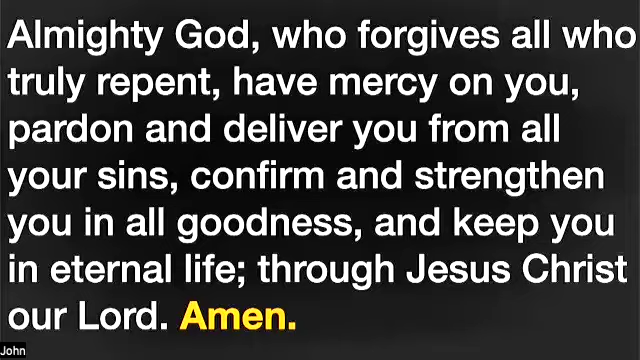 Almighty God, who forgives all who
truly repent, have mercy on you,
pardon and deliver you from all
your sins, confirm and strengthen
you in all goodness, and keep you
in eternal life; through Jesus Christ
our Lord. Amen.
John